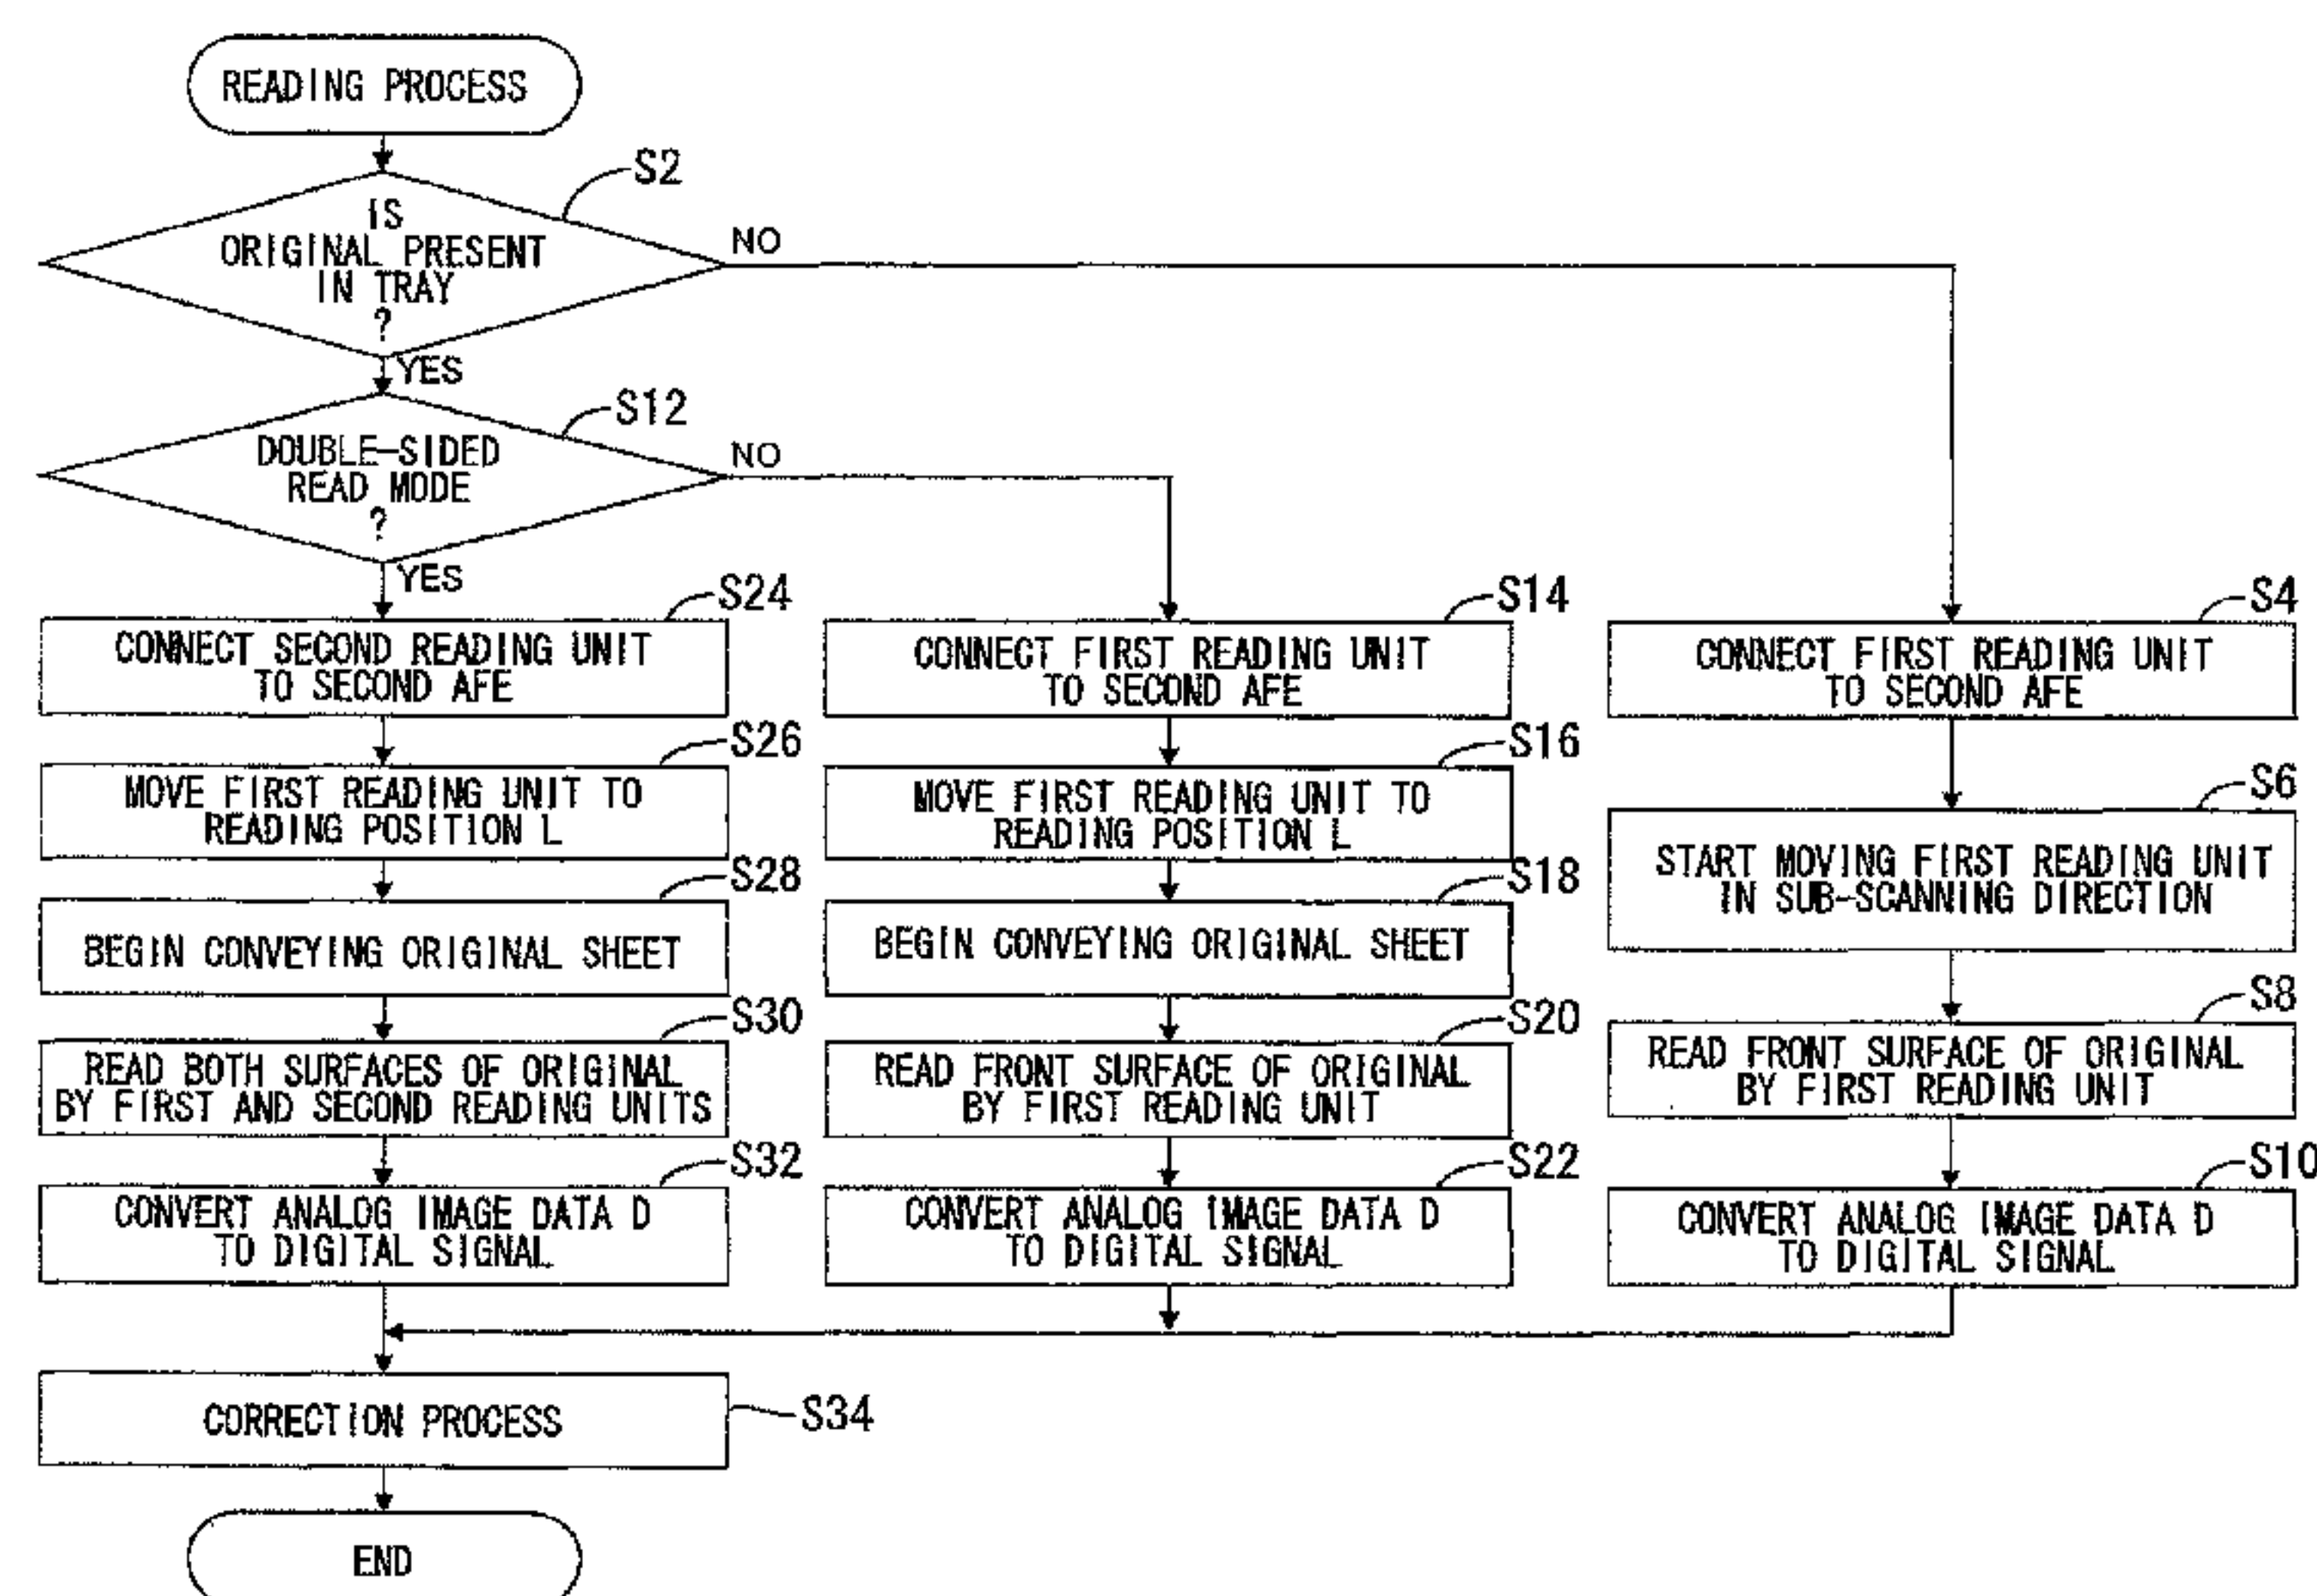 READING PROCESS
S2
IS
ORIGINAL PRESENT
IN TRAY
?
NO
YES
S12
DOUBLE-SIDED
READ MODE
?
NO
YES
S24
CONNECT SECOND READING UNIT
TO SECOND AFE
S26
MOVE FIRST READING UNIT TO
READING POSITION L
S28
BEGIN CONVEYING ORIGINAL SHEET
S30
READ BOTH SURFACES OF ORIGINAL
BY FIRST AND SECOND READING UNITS
S32
CONVERT ANALOG IMAGE DATA D
TO DIGITAL SIGNAL
S14
CONNECT FIRST READING UNIT
TO SECOND AFE
S16
MOVE FIRST READING UNIT TO
READING POSITION L
S18
BEGIN CONVEYING ORIGINAL SHEET
S20
READ FRONT SURFACE OF ORIGINAL
BY FIRST READING UNIT
S22
CONVERT ANALOG IMAGE DATA D
TO DIGITAL SIGNAL
S4
CONNECT FIRST READING UNIT
TO SECOND AFE
S6
START MOVING FIRST READING UNIT
IN SUB-SCANNING DIRECTION
S8
READ FRONT SURFACE OF ORIGINAL
BY FIRST READING UNIT
S10
CONVERT ANALOG IMAGE DATA D
TO DIGITAL SIGNAL
CORRECTION PROCESS
S34
END